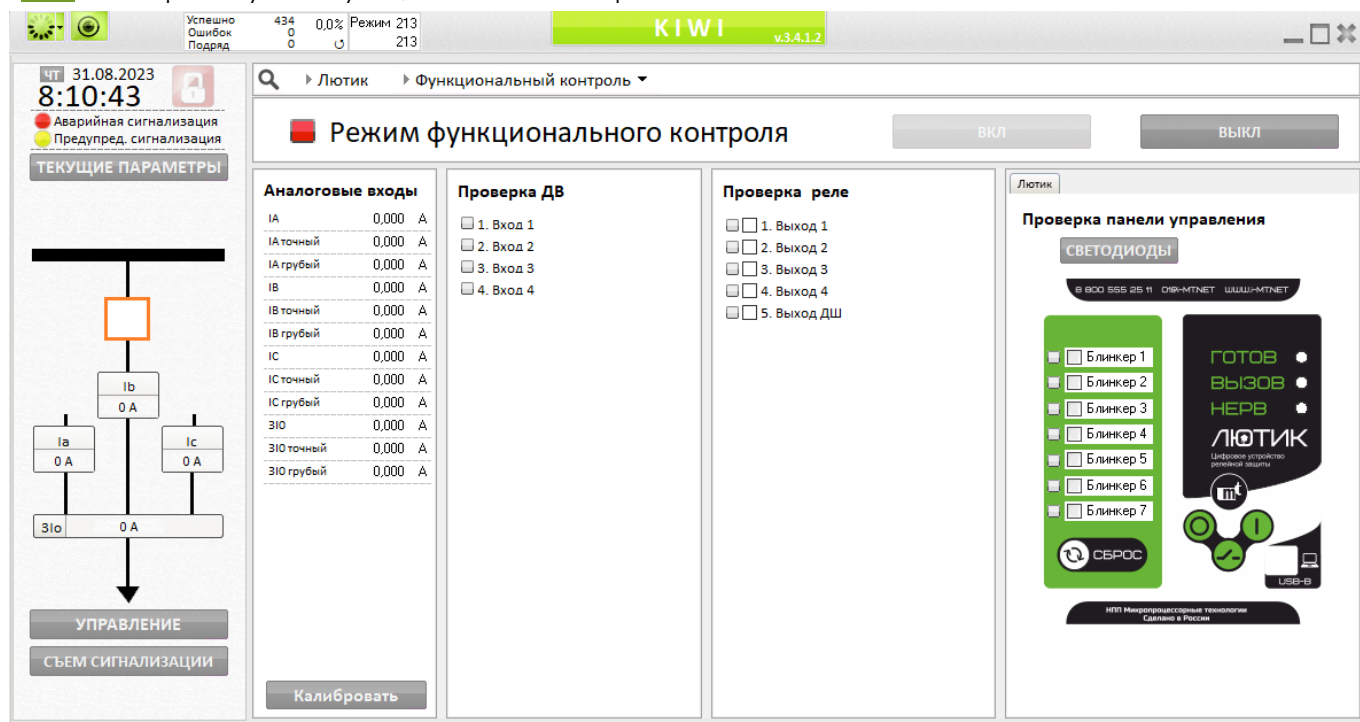 Успешно 434 0,0% Режим 213
Ошибок 0
Подряд 0 213
KIWI v.3.4.1.2
чт 31.08.2023
8:10:43
Аварийная сигнализация
Предупред. сигнализация
ТЕКУЩИЕ ПАРАМЕТРЫ
Ib
0 A
Ia
0 A
Ic
0 A
3Io 0 A
УПРАВЛЕНИЕ
СЪЕМ СИГНАЛИЗАЦИИ
Лютик Функциональный контроль
Режим функционального контроля
ВКЛ
ВЫКЛ
Аналоговые входы
IA 0,000 А
IA точный 0,000 А
IA грубый 0,000 А
IB 0,000 А
IB точный 0,000 А
IB грубый 0,000 А
IC 0,000 А
IC точный 0,000 А
IC грубый 0,000 А
3I0 0,000 А
3I0 точный 0,000 А
3I0 грубый 0,000 А
Калибровать
Проверка ДВ
1. Вход 1
2. Вход 2
3. Вход 3
4. Вход 4
Проверка реле
1. Выход 1
2. Выход 2
3. Выход 3
4. Выход 4
5. Выход ДШ
Лютик
Проверка панели управления
СВЕТОДИОДЫ
8 800 555 25 11
Блинкер 1
Блинкер 2
Блинкер 3
Блинкер 4
Блинкер 5
Блинкер 6
Блинкер 7
СБРОС
ГОТОВ
ВЫЗОВ
НЕРВ
ЛЮТИК
Цифровое устройство
релейной защиты
mt
USB-B
НПП Микропроцессорные технологии
Сделано в России